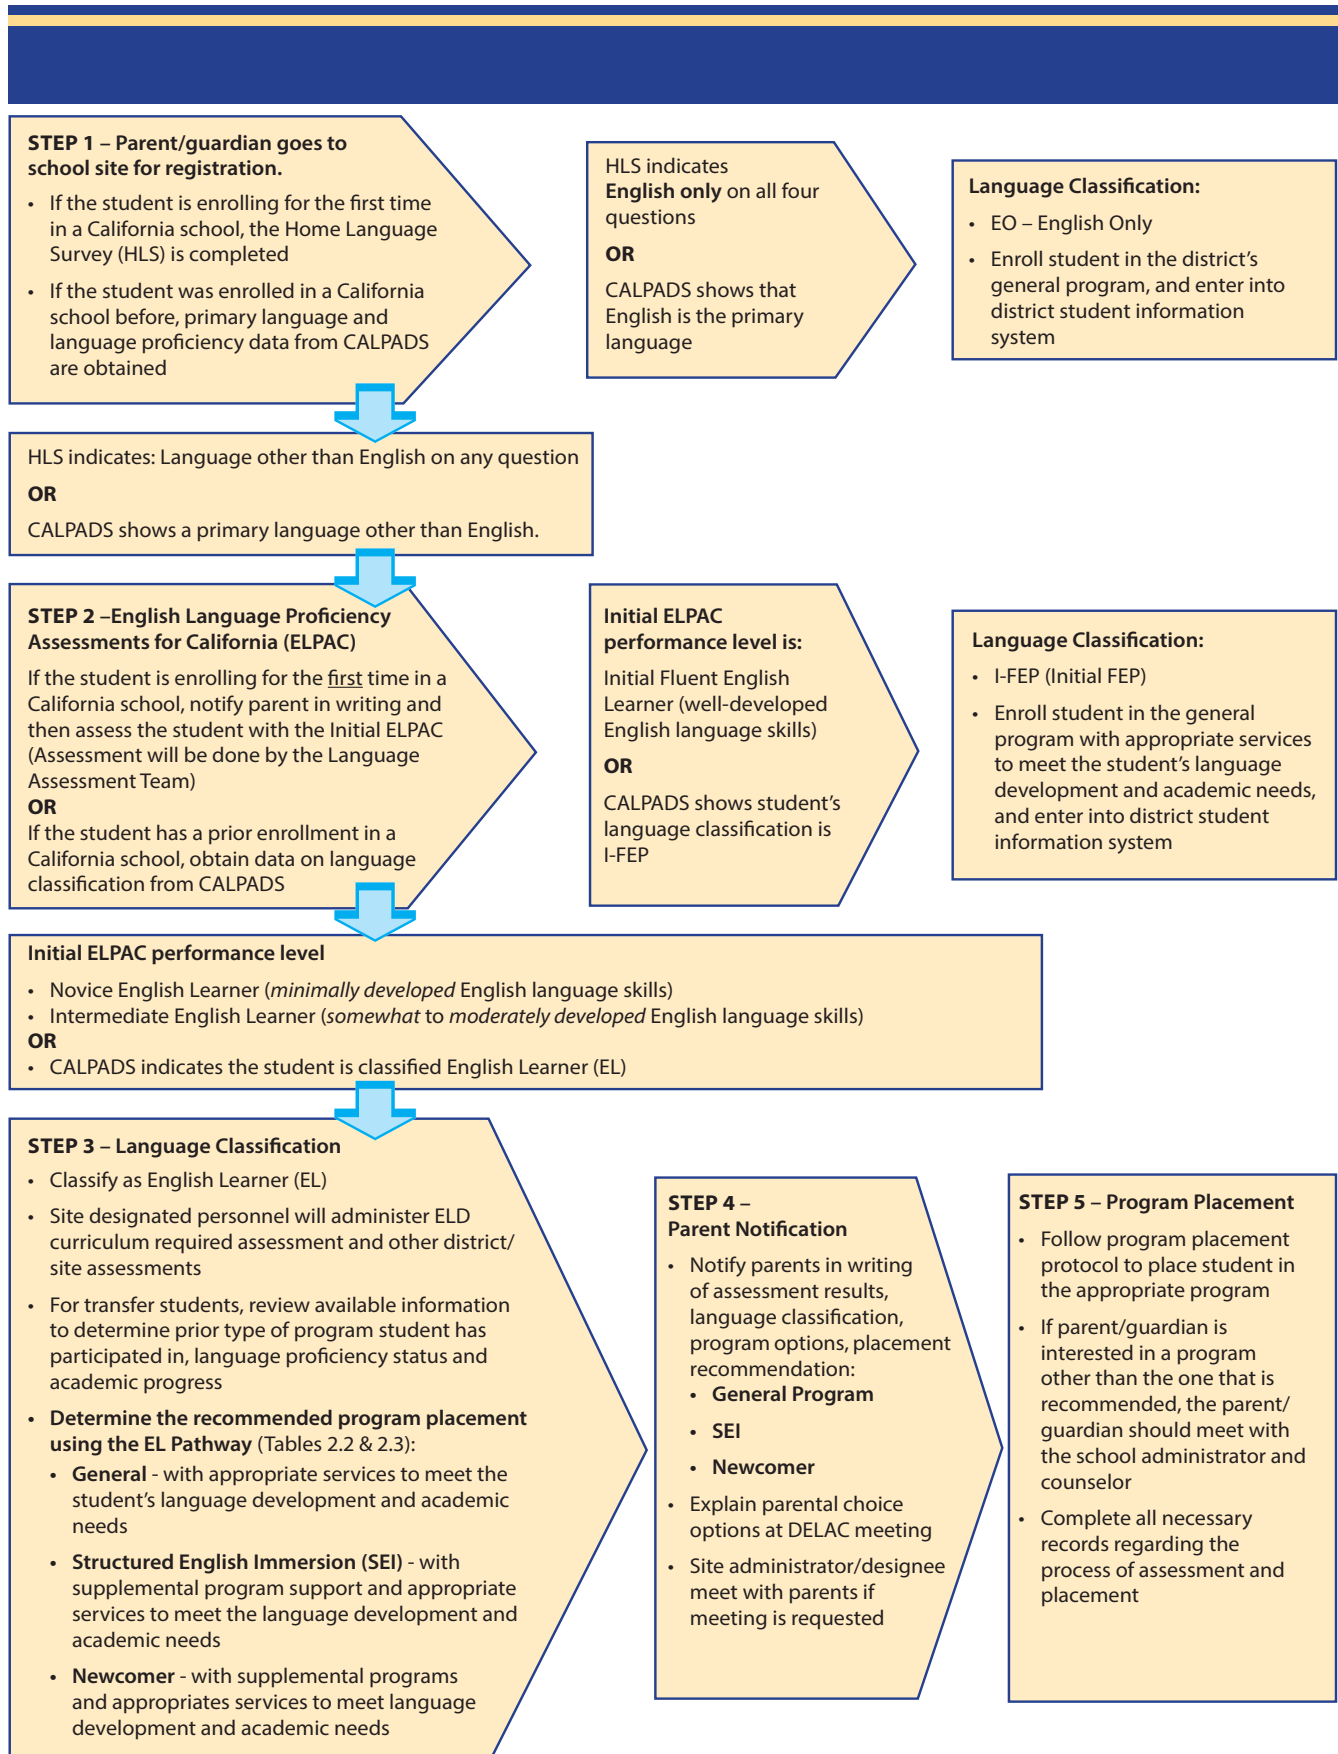 STEP 1 – Parent/guardian goes to
school site for registration.
• If the student is enrolling for the first time
in a California school, the Home Language
Survey (HLS) is completed
• If the student was enrolled in a California
school before, primary language and
language proficiency data from CALPADS
are obtained
HLS indicates
English only on all four
questions
OR
CALPADS shows that
English is the primary
language
Language Classification:
• EO – English Only
• Enroll student in the district’s
general program, and enter into
district student information
system
HLS indicates: Language other than English on any question
OR
CALPADS shows a primary language other than English.
STEP 2 –English Language Proficiency
Assessments for California (ELPAC)
If the student is enrolling for the first time in a
California school, notify parent in writing and
then assess the student with the Initial ELPAC
(Assessment will be done by the Language
Assessment Team)
OR
If the student has a prior enrollment in a
California school, obtain data on language
classification from CALPADS
Initial ELPAC
performance level is:
Initial Fluent English
Learner (well-developed
English language skills)
OR
CALPADS shows student’s
language classification is
I-FEP
Language Classification:
• I-FEP (Initial FEP)
• Enroll student in the general
program with appropriate services
to meet the student’s language
development and academic needs,
and enter into district student
information system
Initial ELPAC performance level
• Novice English Learner (minimally developed English language skills)
• Intermediate English Learner (somewhat to moderately developed English language skills)
OR
• CALPADS indicates the student is classified English Learner (EL)
STEP 3 – Language Classification
• Classify as English Learner (EL)
• Site designated personnel will administer ELD
curriculum required assessment and other district/
site assessments
• For transfer students, review available information
to determine prior type of program student has
participated in, language proficiency status and
academic progress
• Determine the recommended program placement
using the EL Pathway (Tables 2.2 & 2.3):
• General - with appropriate services to meet the
student’s language development and academic
needs
• Structured English Immersion (SEI) - with
supplemental program support and appropriate
services to meet the language development and
academic needs
• Newcomer - with supplemental programs
and appropriates services to meet language
development and academic needs
STEP 4 –
Parent Notification
• Notify parents in writing
of assessment results,
language classification,
program options, placement
recommendation:
• General Program
• SEI
• Newcomer
• Explain parental choice
options at DELAC meeting
• Site administrator/designee
meet with parents if
meeting is requested
STEP 5 – Program Placement
• Follow program placement
protocol to place student in
the appropriate program
• If parent/guardian is
interested in a program
other than the one that is
recommended, the parent/
guardian should meet with
the school administrator and
counselor
• Complete all necessary
records regarding the
process of assessment and
placement